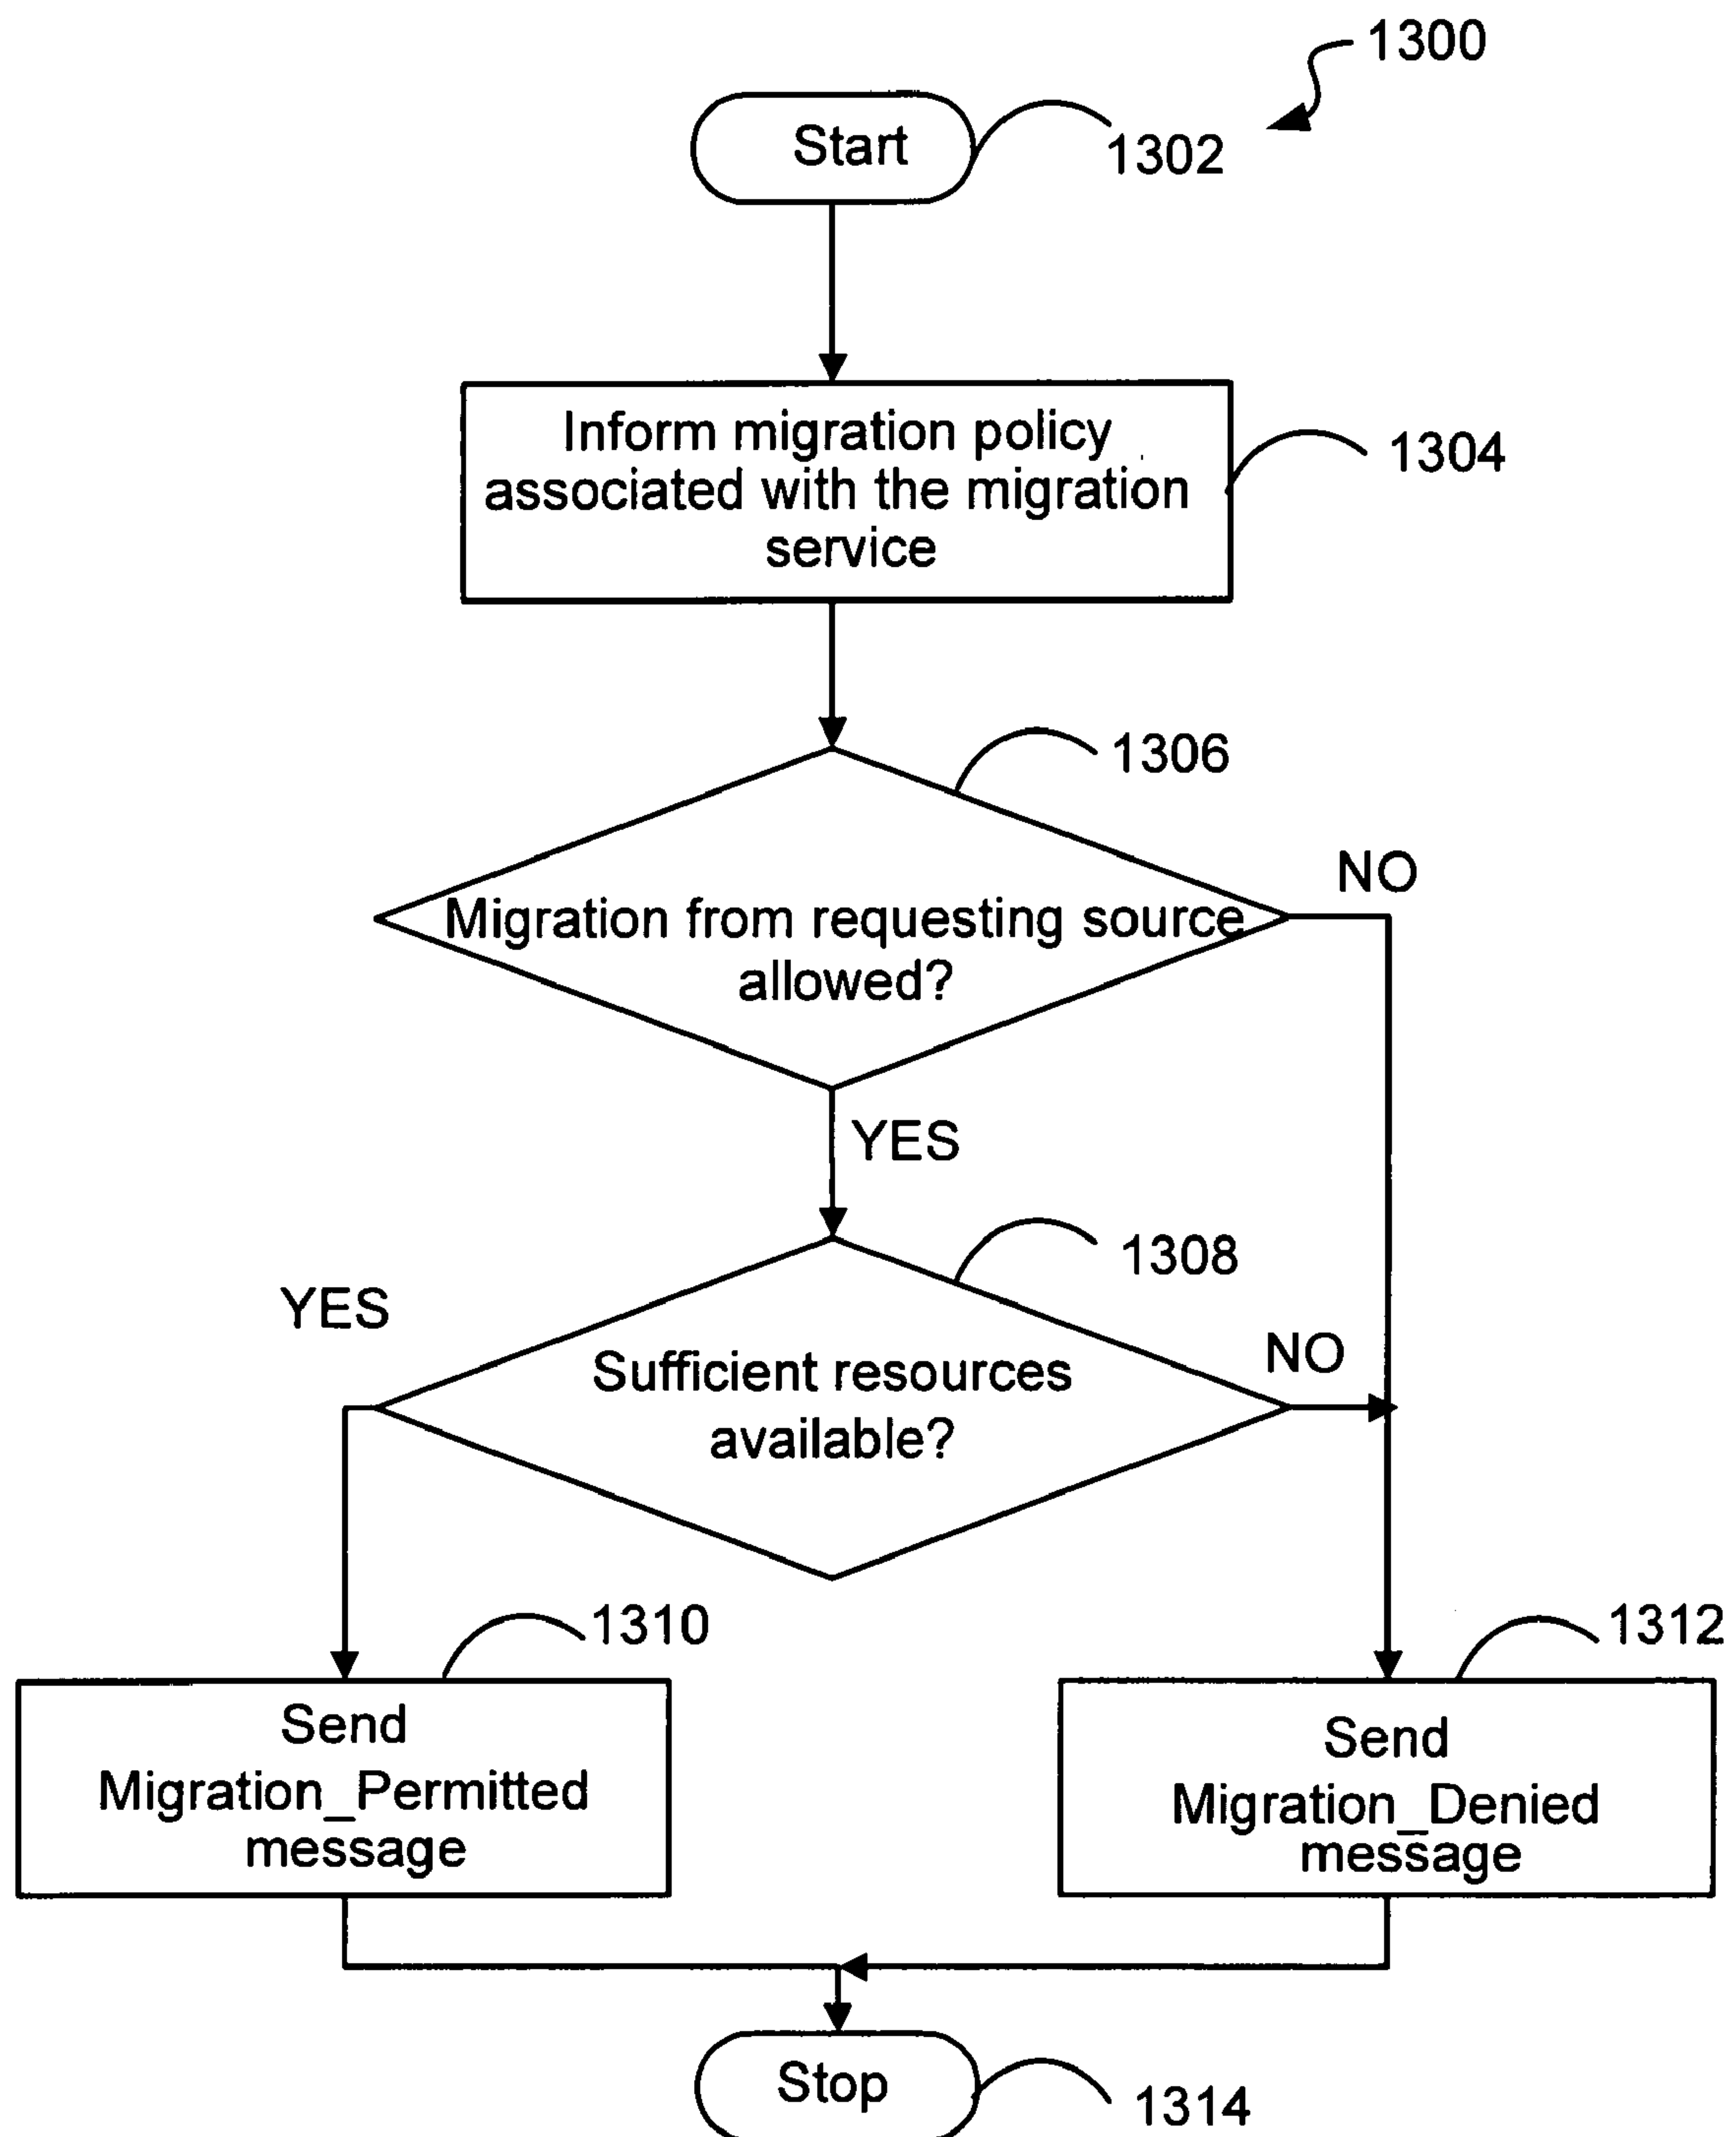 1300
Start
1302
Inform migration policy
associated with the migration
service
1304
1306
Migration from requesting source
allowed?
NO
YES
1308
YES
Sufficient resources
available?
NO
1310
1312
Send
Migration_Permitted
message
Send
Migration_Denied
message
Stop
1314